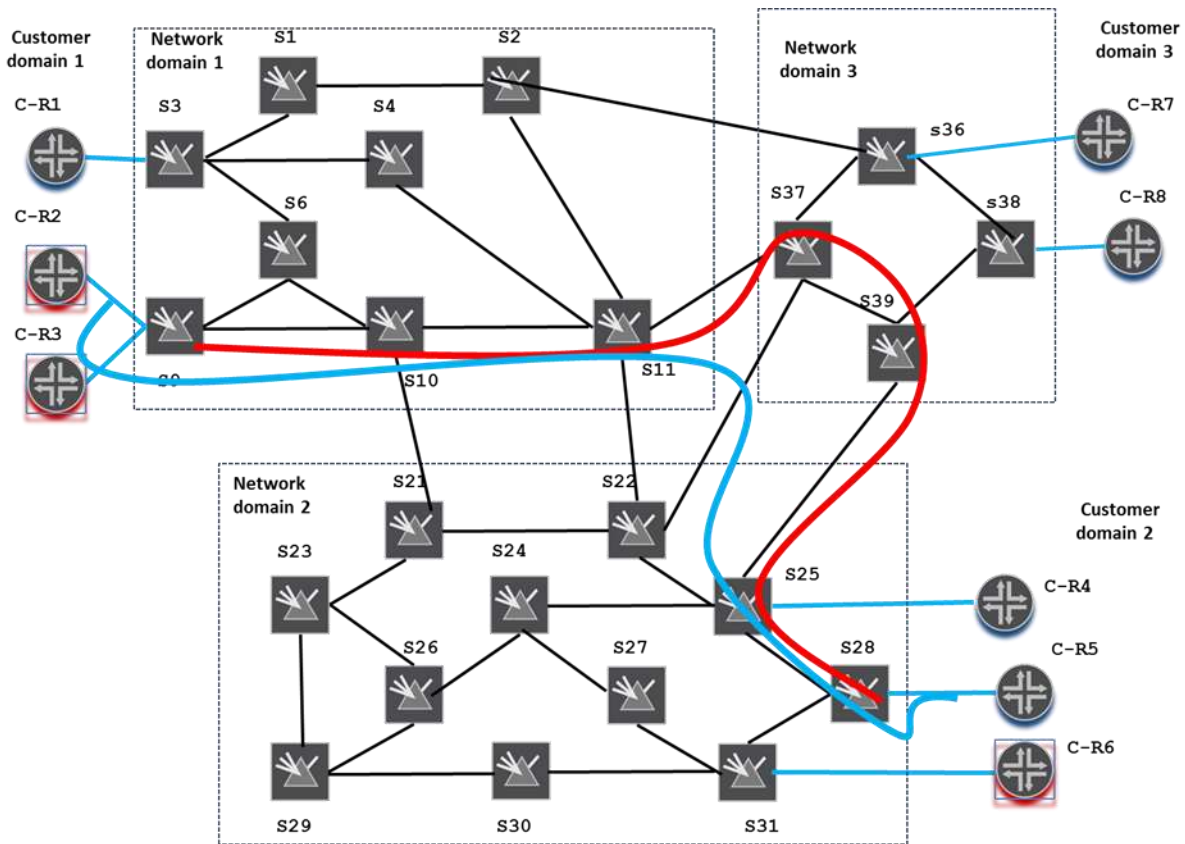 Customer
domain 1
Network
domain 1
S1
S2
Network
domain 3
Customer
domain 3
C-R1
S3
S4
s36
C-R7
C-R2
S6
S37
s38
C-R8
C-R3
S39
S9
S10
S11
Network
domain 2
S21
S22
Customer
domain 2
S23
S24
S25
C-R4
S26
S27
S28
C-R5
C-R6
S29
S30
S31